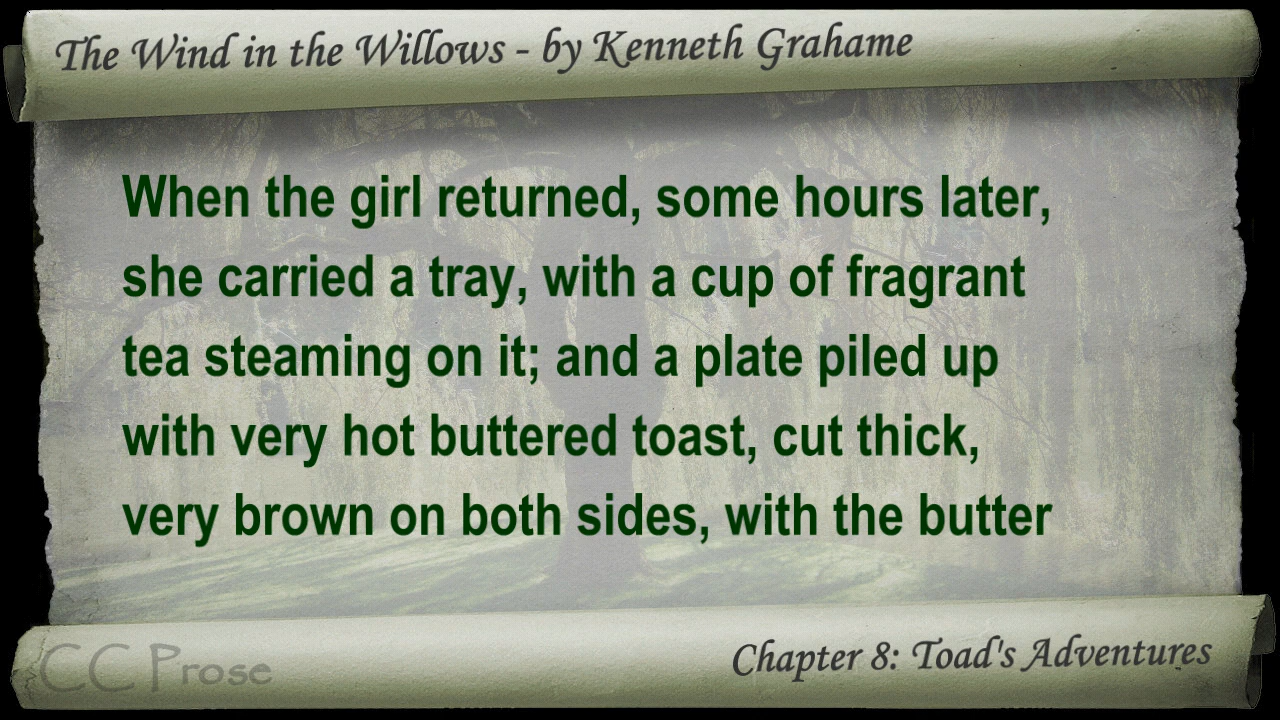 The Wind in the Willows - by Kenneth Grahame
When the girl returned, some hours later,
she carried a tray, with a cup of fragrant
tea steaming on it; and a plate piled up
with very hot buttered toast, cut thick,
very brown on both sides, with the butter
CC Prose
Chapter 8: Toad's Adventures